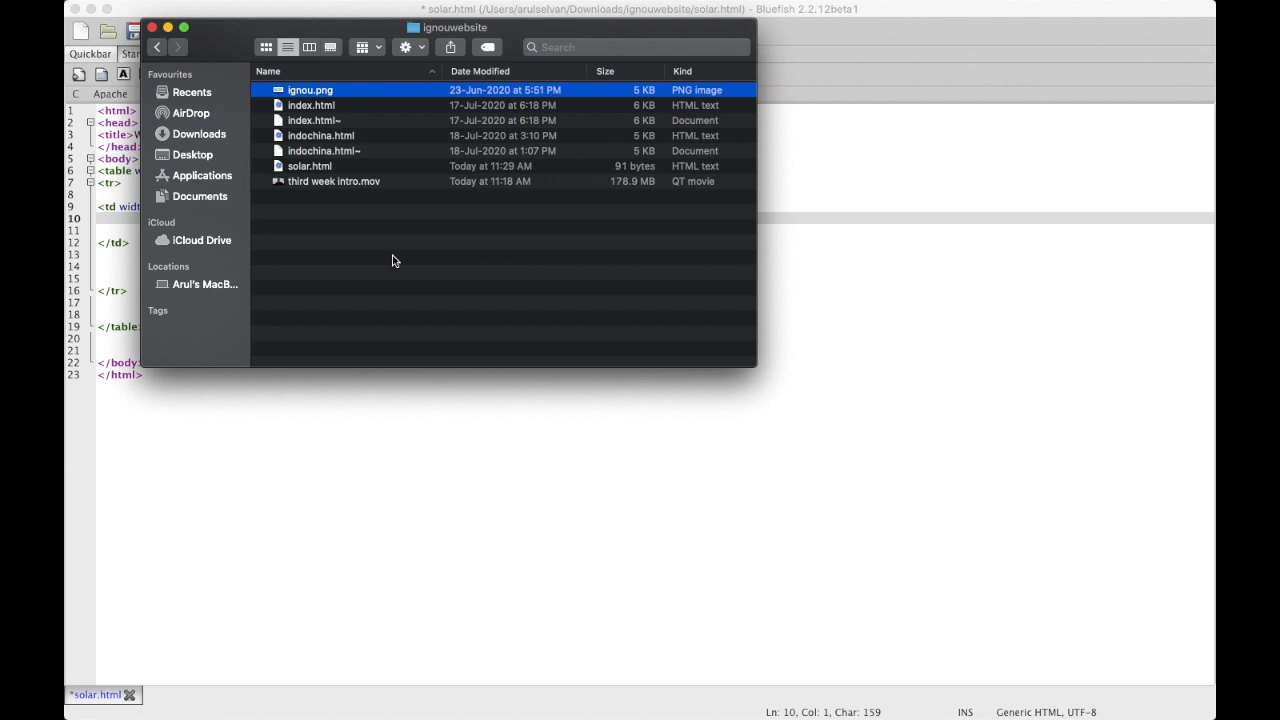 * solar.html (/Users/arulselvan/Downloads/ignouwebsite/solar.html) - Bluefish 2.2.12beta1
ignouwebsite
Search
Quickbar
Apache
Favourites
Recents
AirDrop
Downloads
Desktop
Applications
Documents
iCloud
iCloud Drive
Locations
Arul's MacB...
Tags
Name Date Modified Size Kind
ignou.png 23-Jun-2020 at 5:51 PM 5 KB PNG image
index.html 17-Jul-2020 at 6:18 PM 6 KB HTML text
index.html~ 17-Jul-2020 at 6:18 PM 6 KB Document
indochina.html 18-Jul-2020 at 3:10 PM 5 KB HTML text
indochina.html~ 18-Jul-2020 at 1:07 PM 5 KB Document
solar.html Today at 11:29 AM 91 bytes HTML text
third week intro.mov Today at 11:18 AM 178.9 MB QT movie
C
1 <html>
2 <head>
3 <title>
4 </head>
5 <body>
6 <table
7 <tr>
8
9 <td widt
10
11
12 </td>
13
14
15
16 </tr>
17
18
19 </table>
20
21
22 </body>
23 </html>
*solar.html
Ln: 10, Col: 1, Char: 159 INS Generic HTML, UTF-8